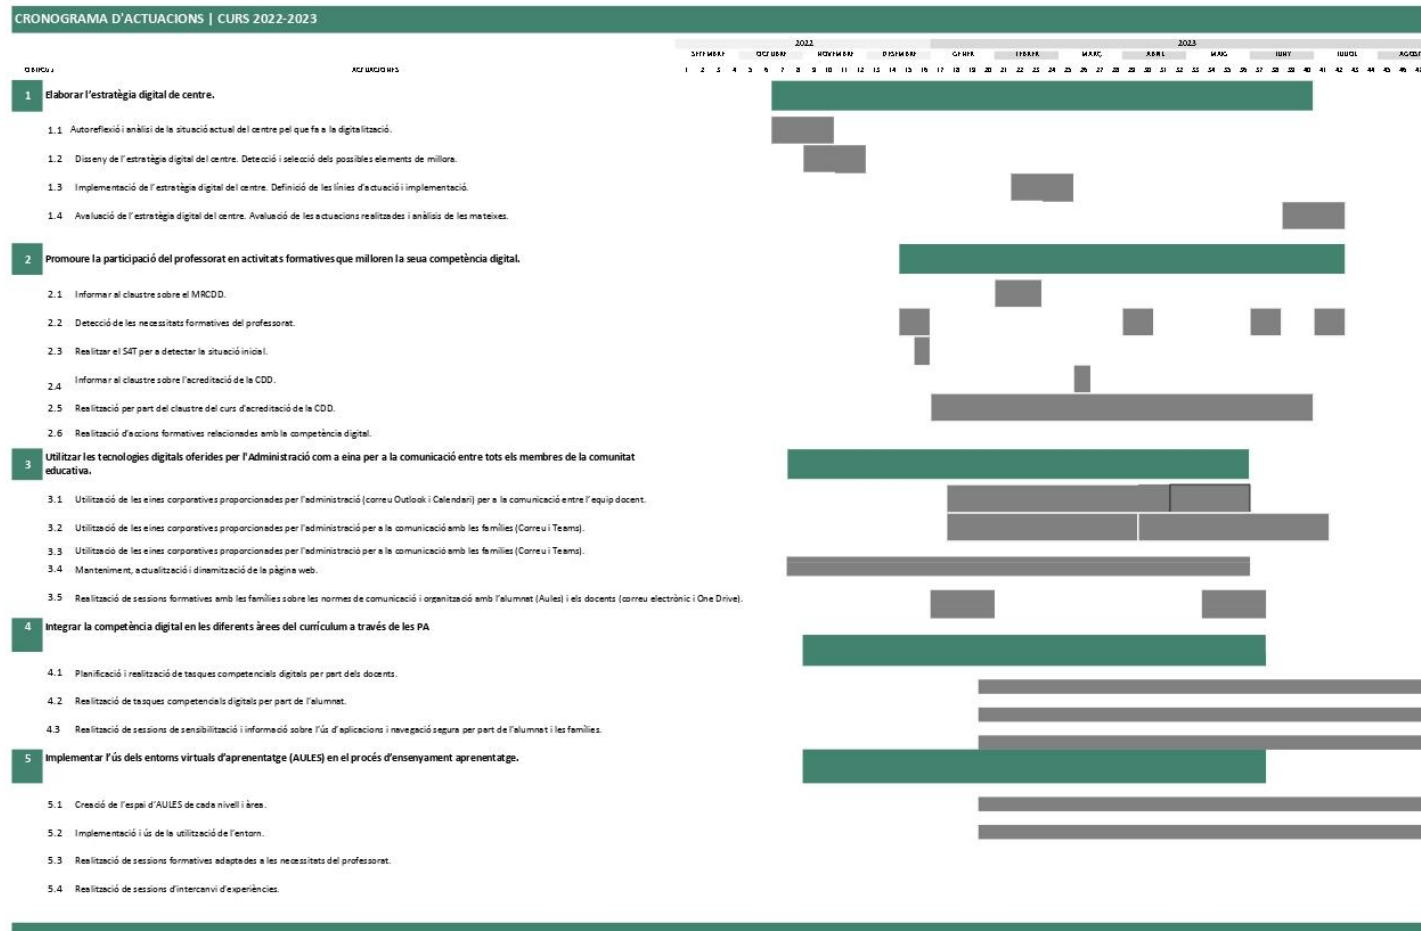 CRONOGRAMA D'ACTUACIONS | CURS 2022-2023
2022 2023
SETEMBRE OCTUBRE NOVEMBRE DESEMBRE GENER FEBRER MARÇ ABRIL MAIG JUNY JULIOL AGOST
OBJECTIUS ACTUACIONS 1 2 3 4 5 6 7 8 9 10 11 12 13 14 15 16 17 18 19 20 21 22 23 24 25 26 27 28 29 30 31 32 33 34 35 36 37 38 39 40 41 42 43 44 45 46
1 Elaborar l'estratègia digital de centre.
1.1 Autoreflexió i anàlisi de la situació actual del centre pel que fa a la digitalització.
1.2 Disseny de l'estratègia digital del centre. Detecció i selecció dels possibles elements de millora.
1.3 Implementació de l'estratègia digital del centre. Definició de les línies d'actuació i implementació.
1.4 Avaluació de l'estratègia digital del centre. Avaluació de les actuacions realitzades i anàlisis de les mateixes.
2 Promoure la participació del professorat en activitats formatives que milloren la seua competència digital.
2.1 Informar al claustre sobre el MRCDD.
2.2 Detecció de les necessitats formatives del professorat.
2.3 Realitzar el S4T per a detectar la situació inicial.
2.4 Informar al claustre sobre l'acreditació de la CDD.
2.5 Realització per part del claustre del curs d'acreditació de la CDD.
2.6 Realització d'accions formatives relacionades amb la competència digital.
3 Utilitzar les tecnologies digitals oferides per l'Administració com a eina per a la comunicació entre tots els membres de la comunitat
educativa.
3.1 Utilització de les eines corporatives proporcionades per l'administració (correu Outlook i Calendari) per a la comunicació entre l'equip docent.
3.2 Utilització de les eines corporatives proporcionades per l'administració per a la comunicació amb les famílies (Correu i Teams).
3.3 Utilització de les eines corporatives proporcionades per l'administració per a la comunicació amb les famílies (Correu i Teams).
3.4 Manteniment, actualització i dinamització de la pàgina web.
3.5 Realització de sessions formatives amb les famílies sobre les normes de comunicació i organització amb l'alumnat (Aules) i els docents (correu electrònic i One Drive).
4 Integrar la competència digital en les diferents àrees del currículum a través de les PA
4.1 Planificació i realització de tasques competencials digitals per part dels docents.
4.2 Realització de tasques competencials digitals per part de l'alumnat.
4.3 Realització de sessions de sensibilització i informació sobre l'ús d'aplicacions i navegació segura per part de l'alumnat i les famílies.
5 Implementar l'ús dels entorns virtuals d'aprenentatge (AULES) en el procés d'ensenyament aprenentatge.
5.1 Creació de l'espai d'AULES de cada nivell i àrea.
5.2 Implementació i ús de la utilització de l'entorn.
5.3 Realització de sessions formatives adaptades a les necessitats del professorat.
5.4 Realització de sessions d'intercanvi d'experiències.